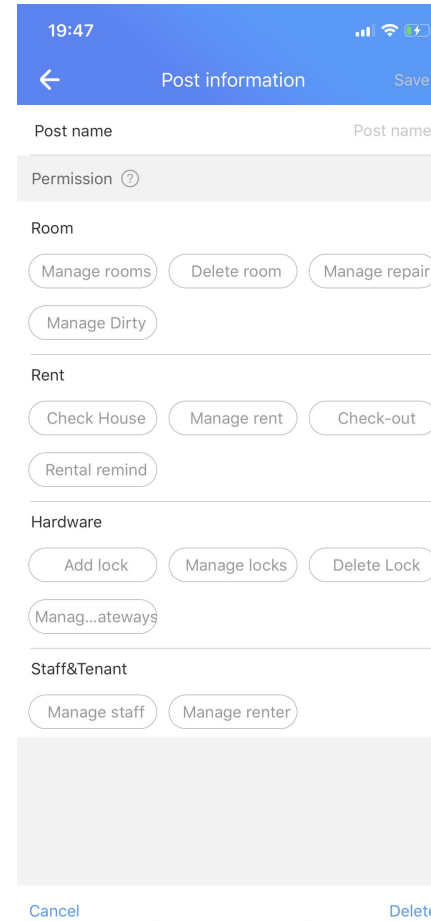 19:47
Post information Save
Post name Post name
Permission ?
Room
Manage rooms Delete room Manage repair
Manage Dirty
Rent
Check House Manage rent Check-out
Rental remind
Hardware
Add lock Manage locks Delete Lock
Manag...ateways
Staff&Tenant
Manage staff Manage renter
Cancel Delete